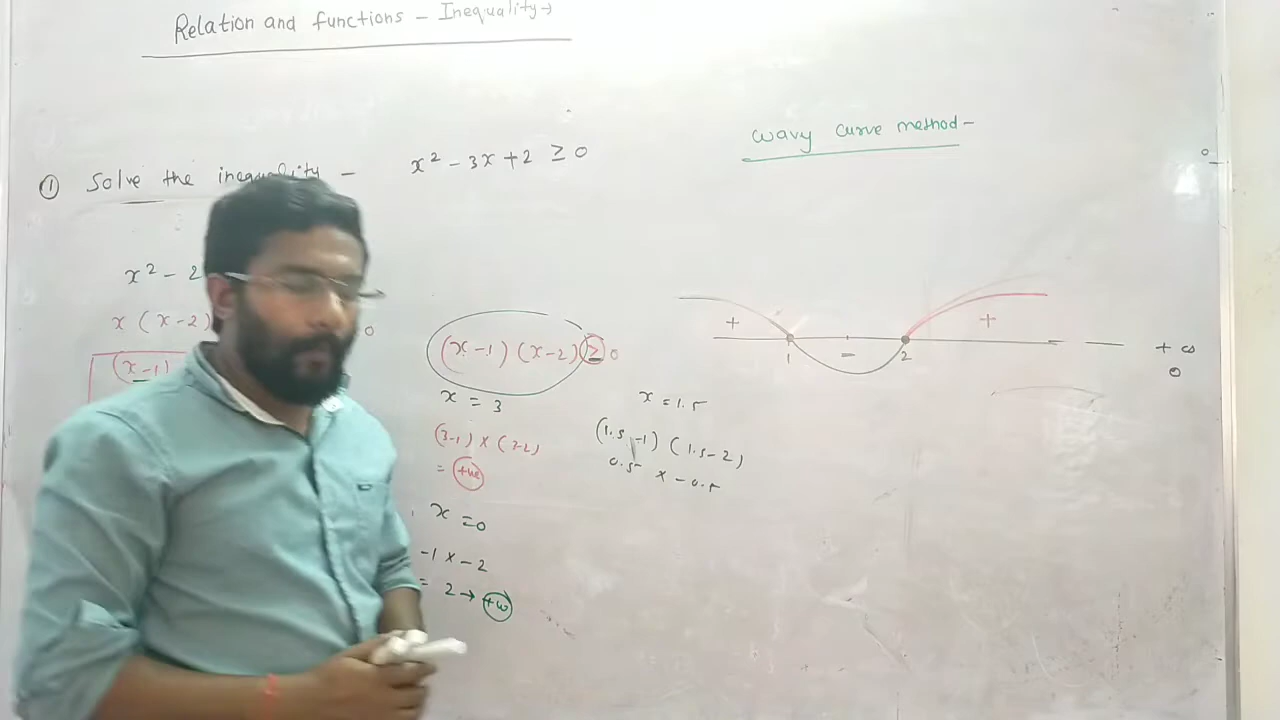 Relation and functions - Inequality →
① Solve the inequality - x² - 3x + 2 ≥ 0
x² - 2
x (x-2)
0
(x-1)
(x-1) (x-2) ≥ 0
x = 3
(3-1) x (3-2)
= +ve
x = 0
-1 x -2
= 2 → +ve
x = 1.5
(1.5 -1) (1.5-2)
0.5 x -0.5
Wavy Curve method -
+ - +
1 2
+ ∞
0